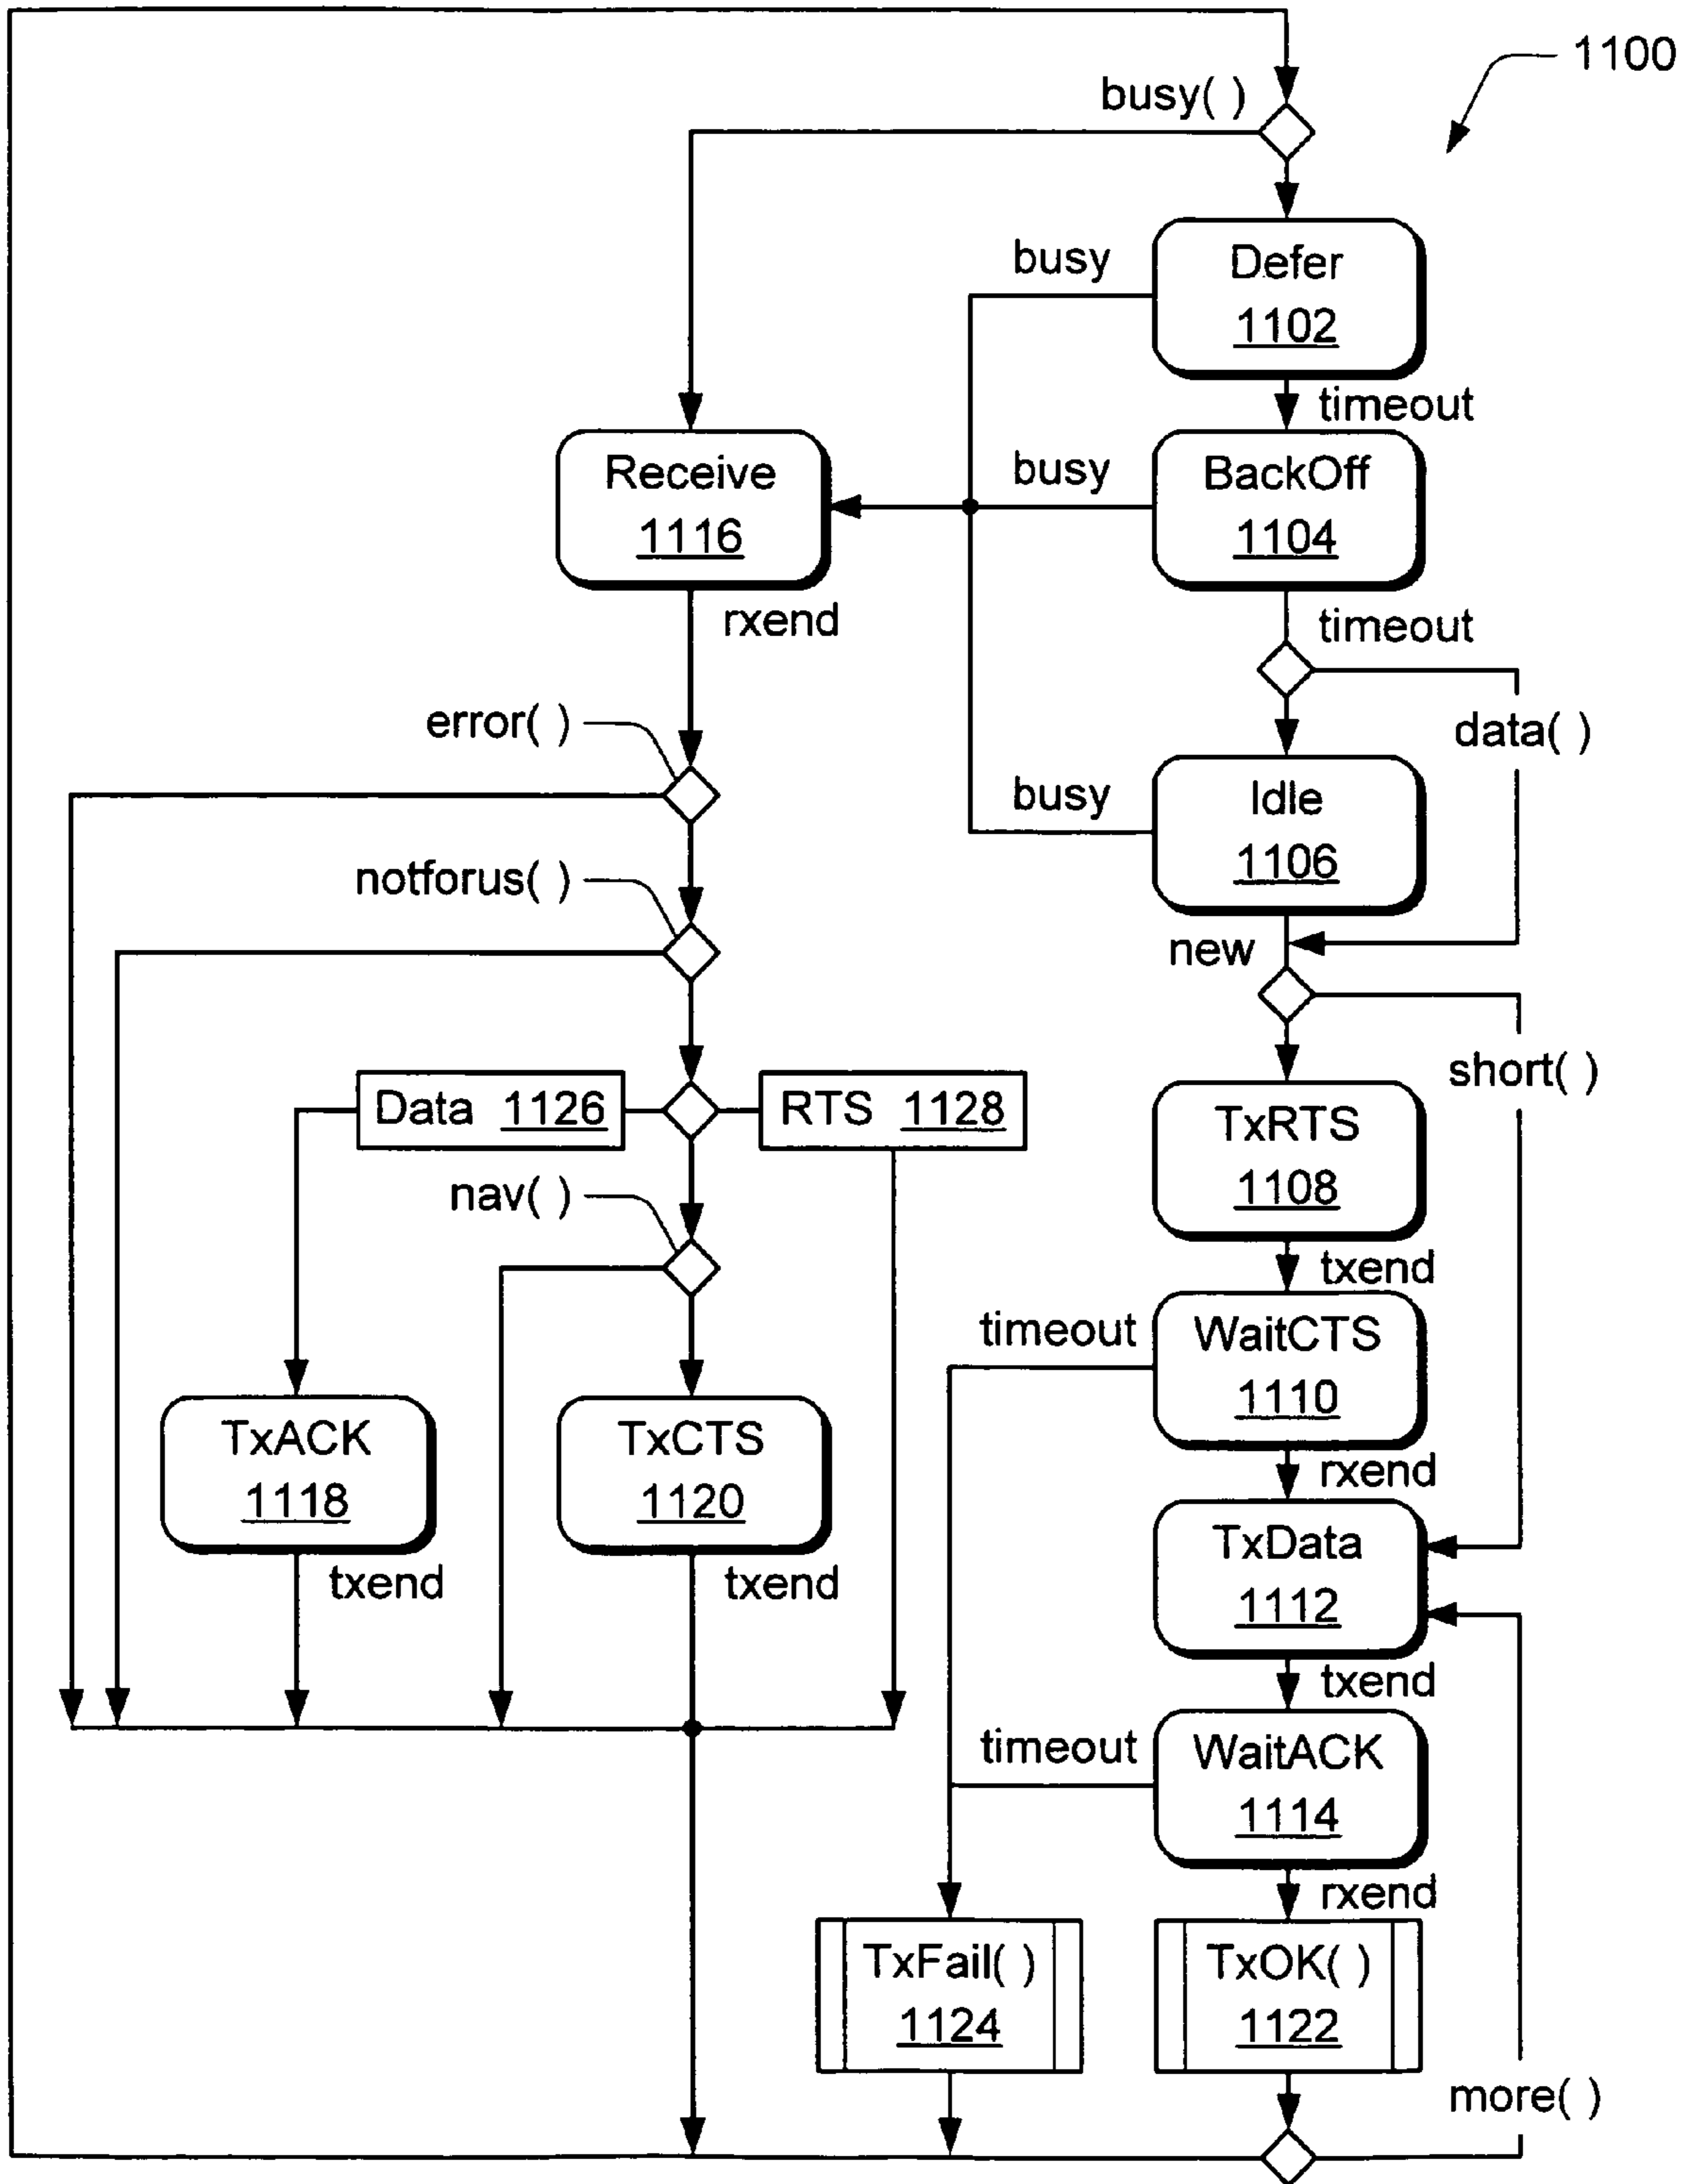 1100
busy( )
Defer
1102
busy
timeout
Receive
1116
busy
BackOff
1104
rxend
timeout
error( )
data( )
busy
Idle
1106
notforus( )
new
Data 1126
RTS 1128
short( )
TxRTS
1108
nav( )
txend
timeout
WaitCTS
1110
rxend
TxACK
1118
TxCTS
1120
txend
txend
TxData
1112
txend
timeout
WaitACK
1114
rxend
TxFail( )
1124
TxOK( )
1122
more( )